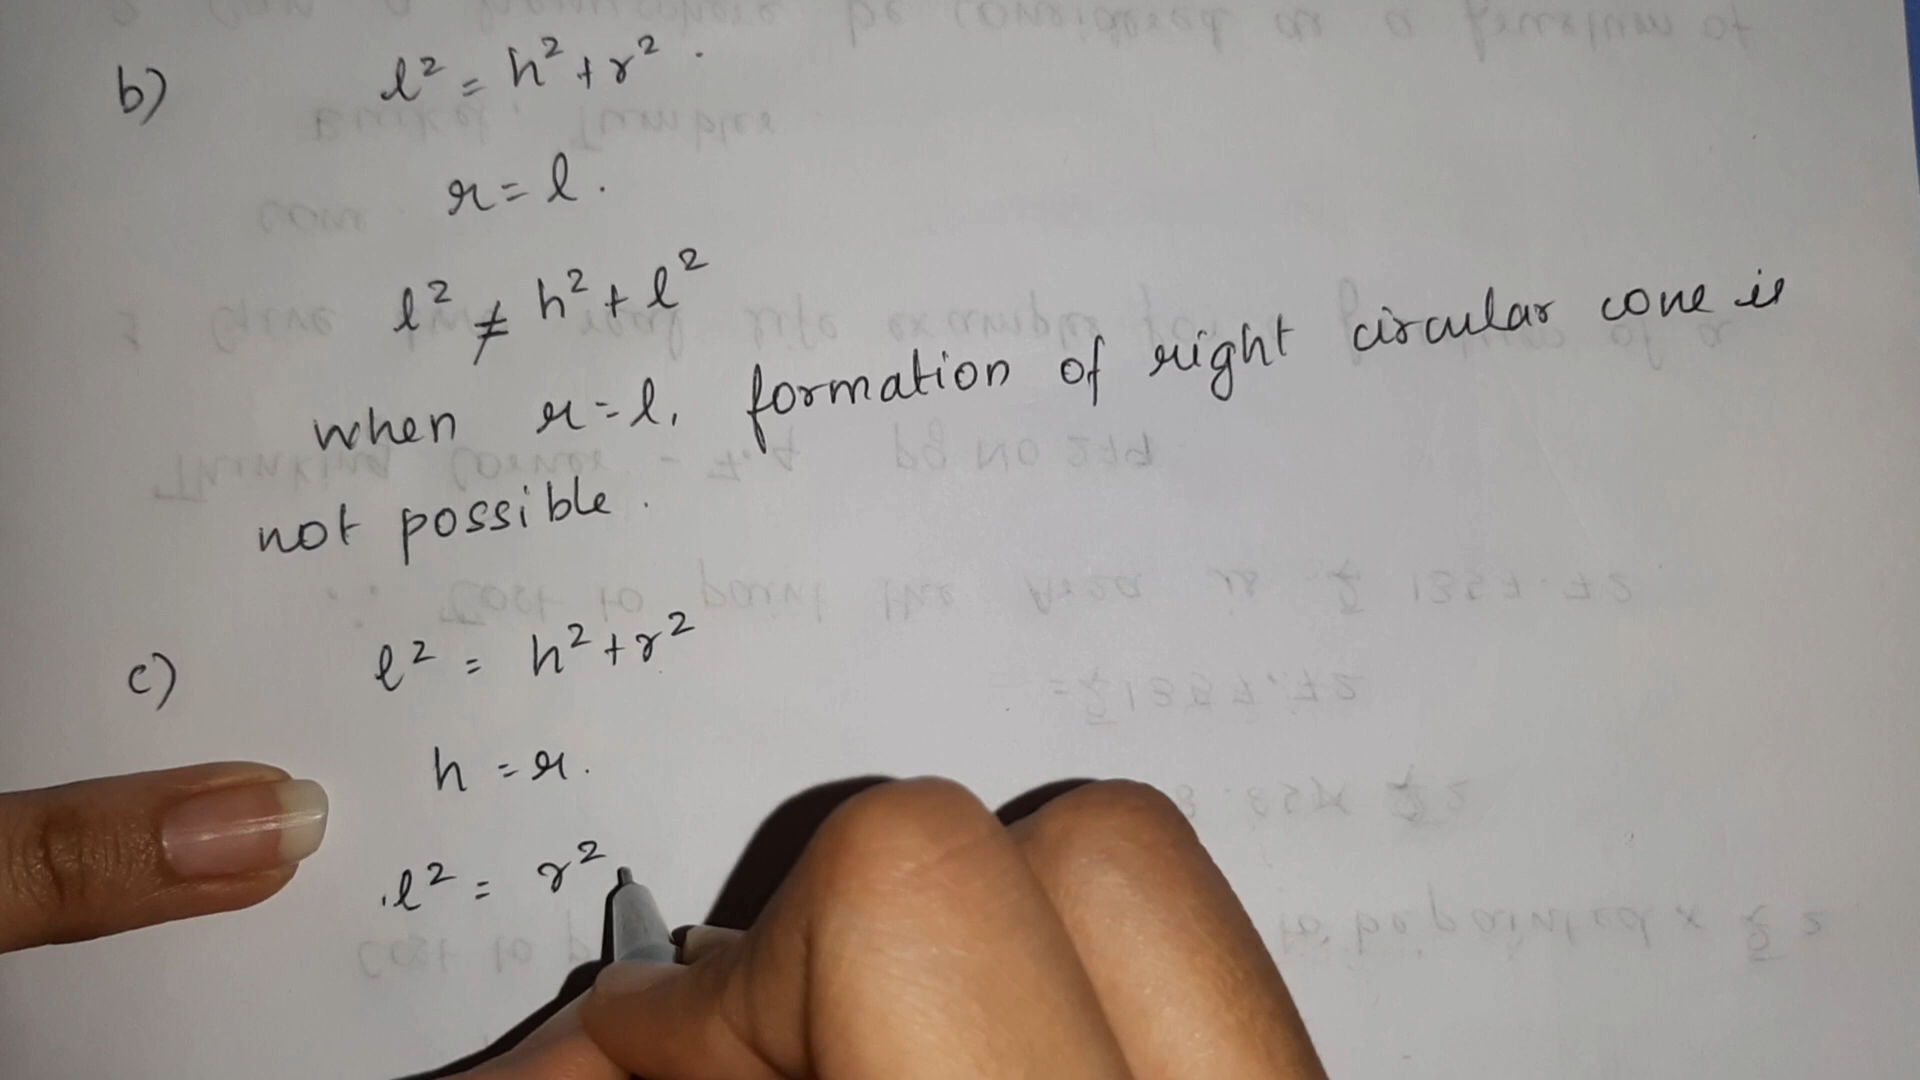 b) l² = h² + r².
r = l.
l² ≠ h² + l²
when r = l, formation of right circular cone is
not possible.
c) l² = h² + r²
h = r.
l² = r²